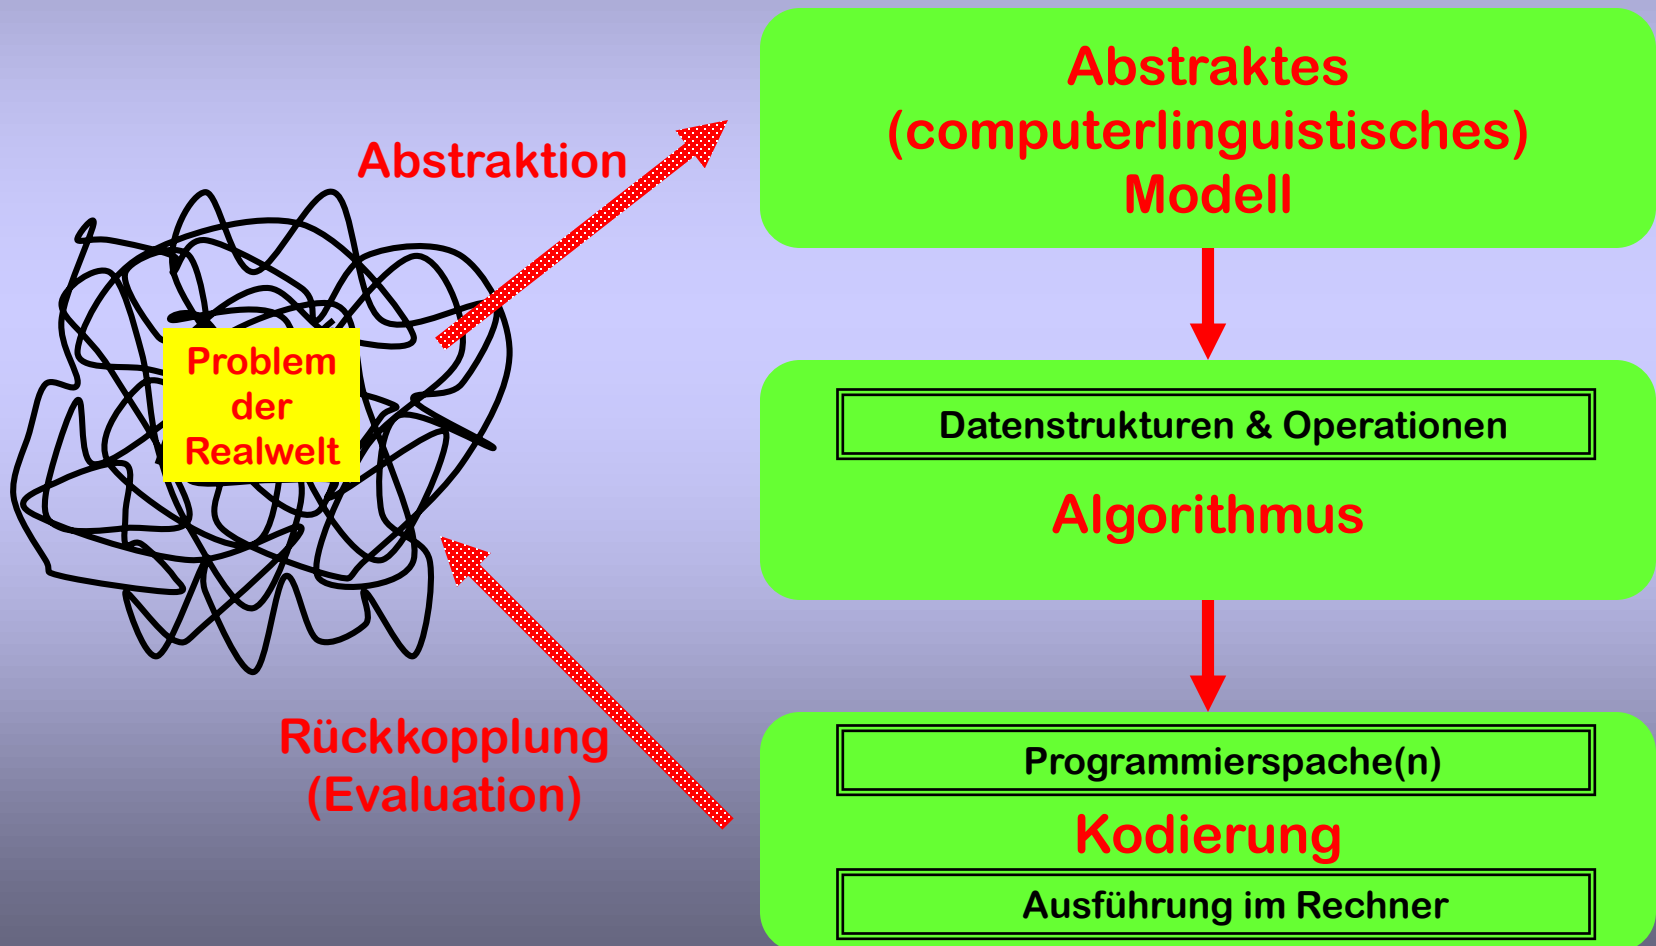 Abstraktes
(computerlinguistisches)
Modell
Abstraktion
Problem
der
Realwelt
Datenstrukturen & Operationen
Algorithmus
Rückkopplung
(Evaluation)
Programmierspache(n)
Kodierung
Ausführung im Rechner